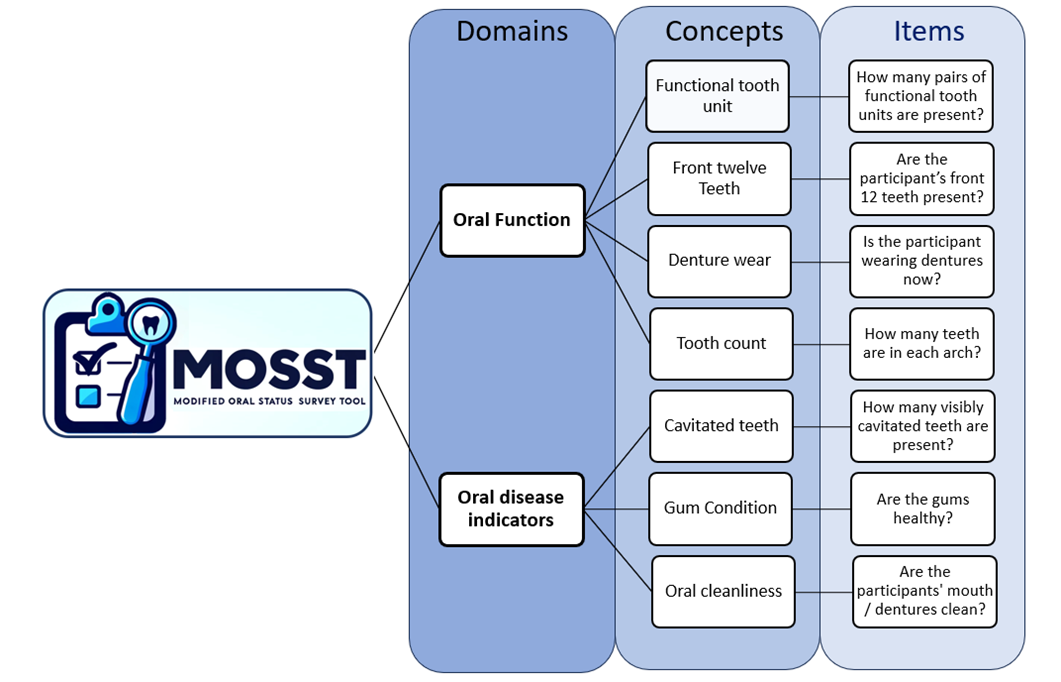 Domains
Concepts
Items
Functional tooth
unit
How many pairs of
functional tooth
units are present?
Front twelve
Teeth
Are the
participant’s front
12 teeth present?
Oral Function
Denture wear
Is the participant
wearing dentures
now?
Tooth count
How many teeth
are in each arch?
MOSST
MODIFIED ORAL STATUS SURVEY TOOL
Cavitated teeth
How many visibly
cavitated teeth are
present?
Oral disease
indicators
Gum Condition
Are the gums
healthy?
Oral cleanliness
Are the
participants' mouth
/ dentures clean?